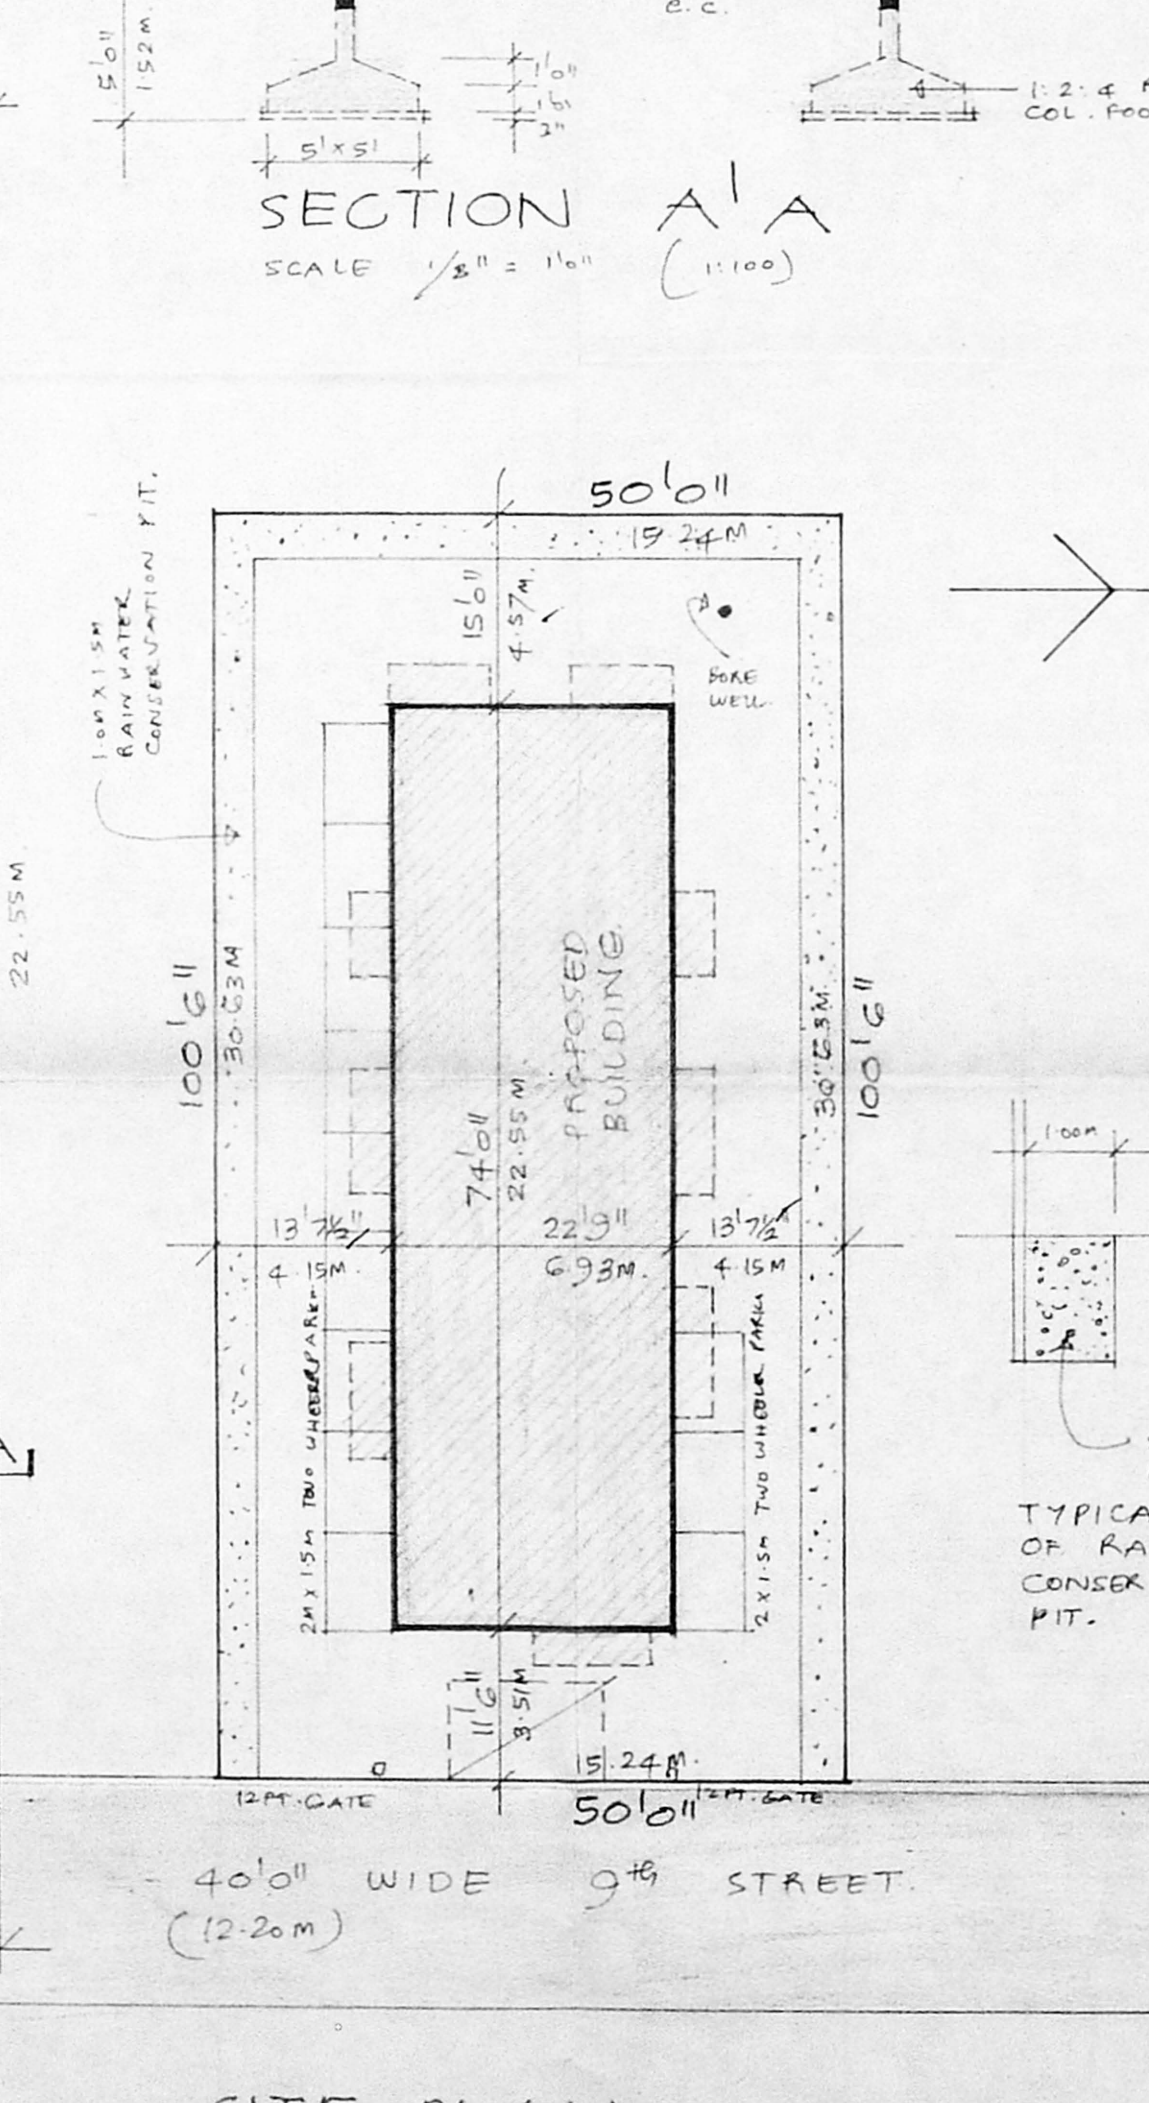 e.c.
5'0"
1.52M.
1'0"
1'6"
3"
1:2:4
COL. FOO
5'x5'
SECTION A'A
SCALE 1/8" = 1'0" (1:100)
50'0"
15.24M
1.0M X 1.5M
RAIN WATER
CONSERVATION PIT.
15'0"
4.57M.
BORE
WELL.
22.55M.
100'6"
30.63M
PROPOSED
BUILDING.
74'0"
22.55M
30.63M
100'6"
1.00M
13'7½"
22'9"
13'7½"
4.15M.
6.93M.
4.15M
2M X 1.5M TWO WHEELER PARK
2 X 1.5M TWO WHEELER PARK
TYPICA
OF RA
CONSER
PIT.
11'6"
3.51M
15.24M.
12FT. GATE
50'0"
12FT. GATE
40'0" WIDE 9th STREET.
(12.20M)